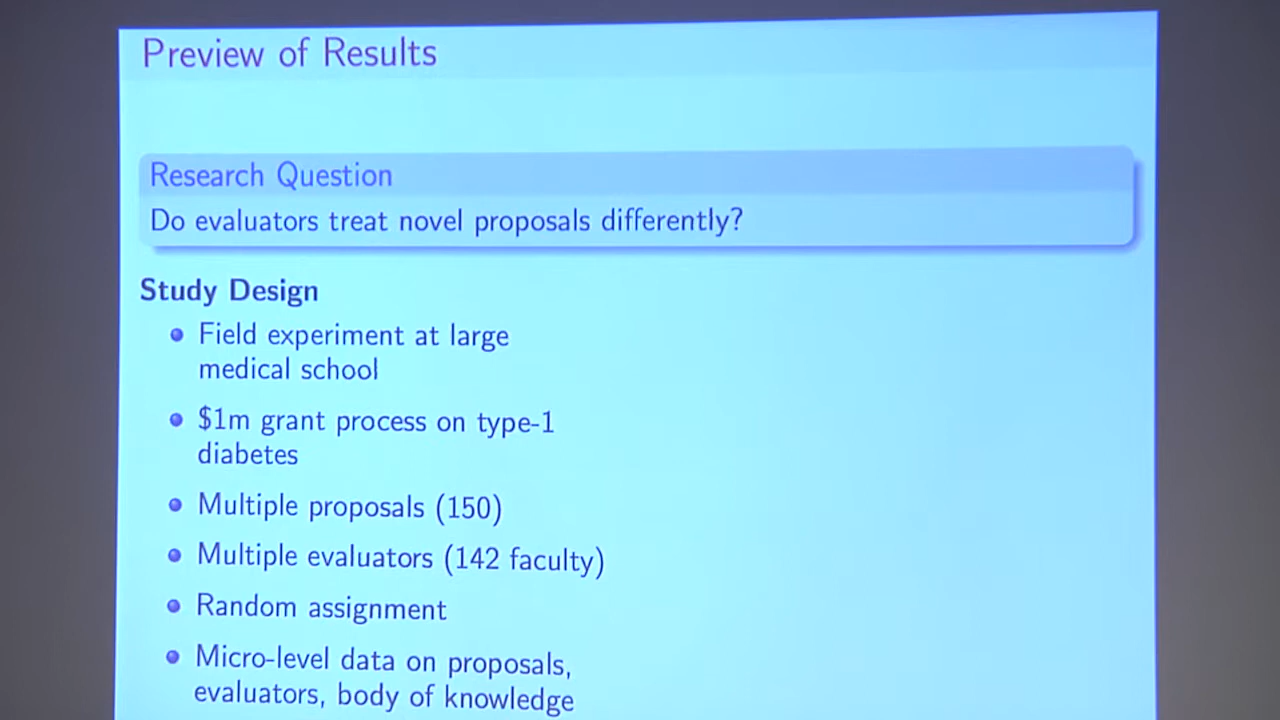 Preview of Results
Research Question
Do evaluators treat novel proposals differently?
Study Design
Field experiment at large
medical school
$1m grant process on type-1
diabetes
Multiple proposals (150)
Multiple evaluators (142 faculty)
Random assignment
Micro-level data on proposals,
evaluators, body of knowledge